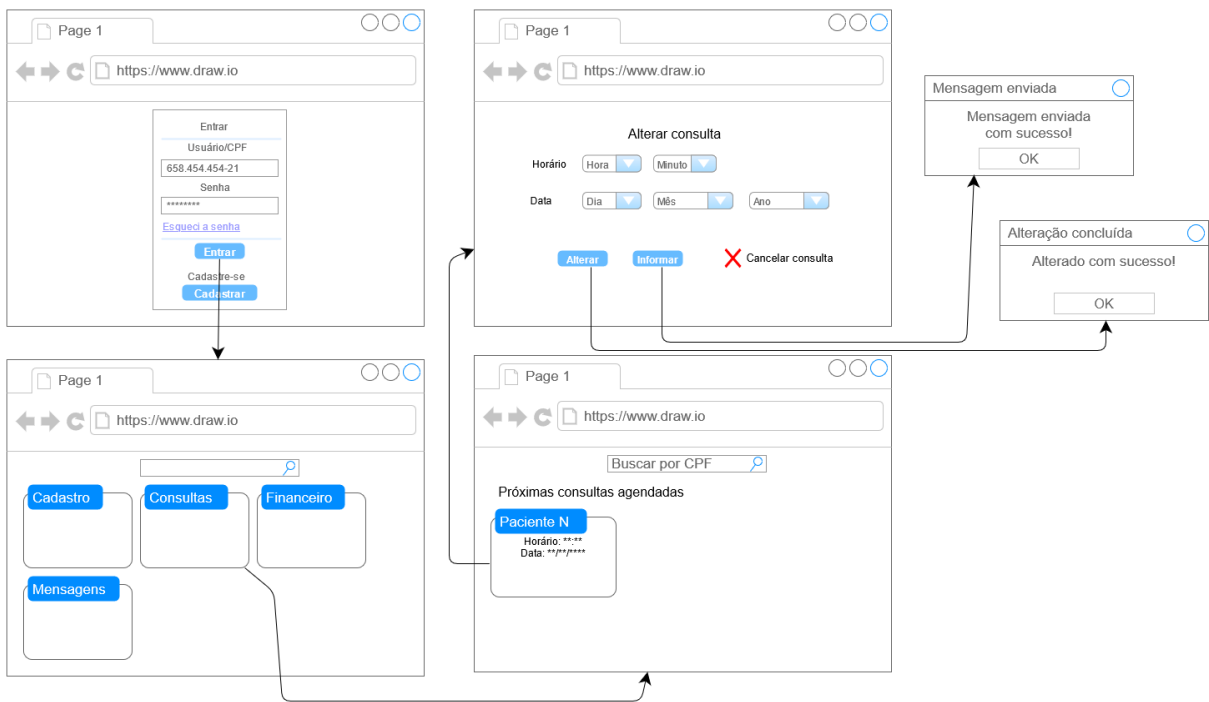 Page 1
https://www.draw.io
Entrar
Usuário/CPF
658.454.454-21
Senha
********
Esqueci a senha
Entrar
Cadastre-se
Cadastrar
Page 1
https://www.draw.io
Alterar consulta
Horário Hora Minuto
Data Dia Mês Ano
Alterar Informar Cancelar consulta
Mensagem enviada
Mensagem enviada
com sucesso!
OK
Alteração concluída
Alterado com sucesso!
OK
Page 1
https://www.draw.io
Cadastro Consultas Financeiro
Mensagens
Page 1
https://www.draw.io
Buscar por CPF
Próximas consultas agendadas
Paciente N
Horário: **:**
Data: **/**/****